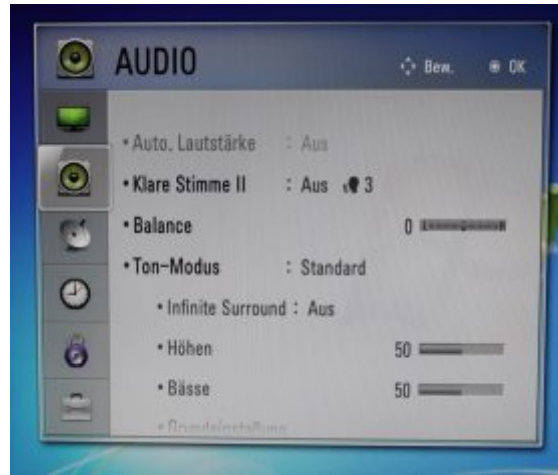 AUDIO
Bew. OK
• Auto. Lautstärke : Aus
• Klare Stimme II : Aus 3
• Balance 0 L R
• Ton-Modus : Standard
• Infinite Surround : Aus
• Höhen 50
• Bässe 50
• Grundeinstellung